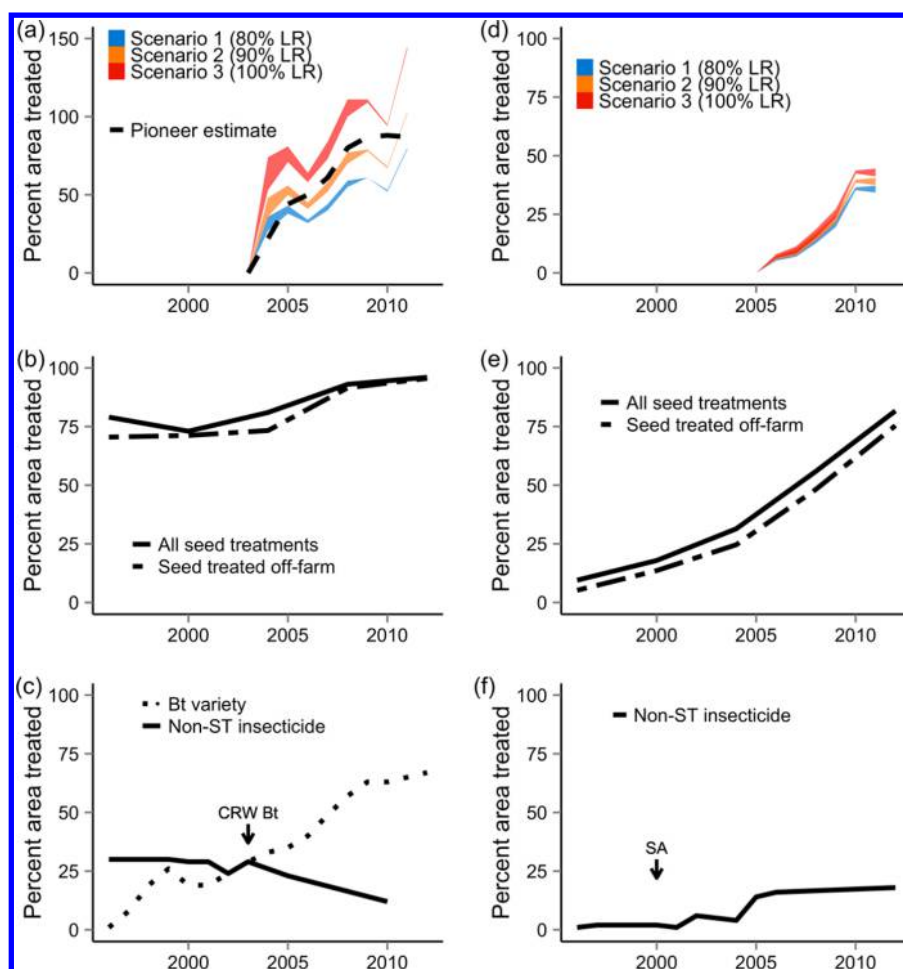 (a)
Percent area treated
150
100
50
0
Scenario 1 (80% LR)
Scenario 2 (90% LR)
Scenario 3 (100% LR)
Pioneer estimate
2000 2005 2010
(d)
Percent area treated
100
75
50
25
0
Scenario 1 (80% LR)
Scenario 2 (90% LR)
Scenario 3 (100% LR)
2000 2005 2010
(b)
Percent area treated
100
75
50
25
0
All seed treatments
Seed treated off-farm
2000 2005 2010
(e)
Percent area treated
100
75
50
25
0
All seed treatments
Seed treated off-farm
2000 2005 2010
(c)
Percent area treated
100
75
50
25
0
Bt variety
Non-ST insecticide
CRW Bt
2000 2005 2010
(f)
Percent area treated
100
75
50
25
0
Non-ST insecticide
SA
2000 2005 2010